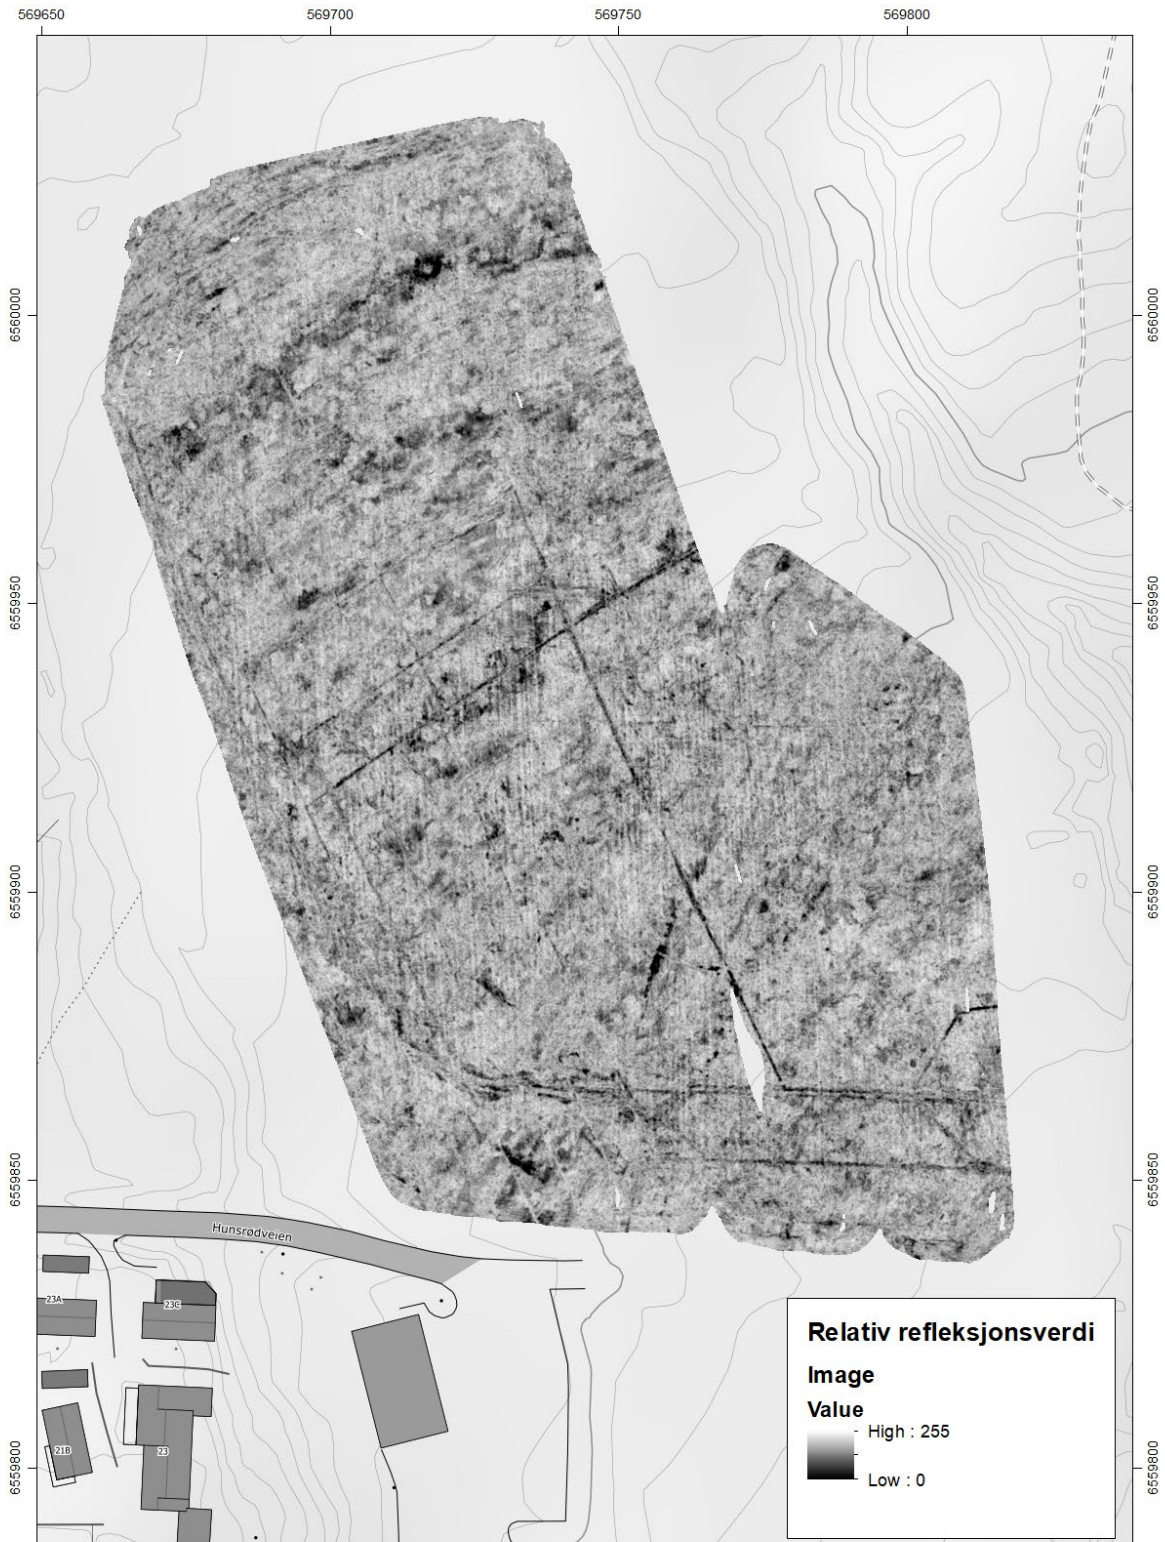 569650 569700 569750 569800
6560000 6560000
6559950 6559950
6559900 6559900
6559850 6559850
Hunsrødveien
23A
23C
21B
23
6559800 6559800
Relativ refleksjonsverdi
Image
Value
High : 255
Low : 0